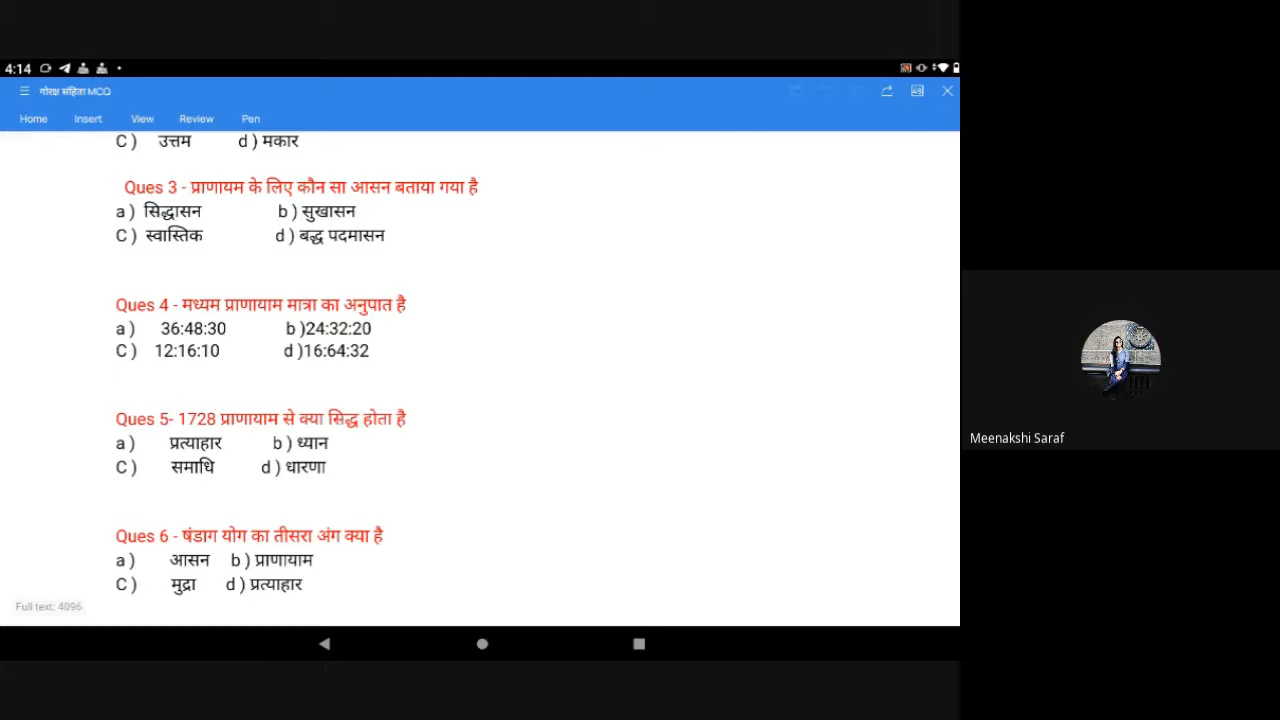 4:14
गोरक्ष संहिता MCQ
Home Insert View Review Pen
C ) उत्तम d ) मकार
Ques 3 - प्राणायम के लिए कौन सा आसन बताया गया है
a ) सिद्धासन b ) सुखासन
C ) स्वास्तिक d ) बद्ध पदमासन
Ques 4 - मध्यम प्राणायाम मात्रा का अनुपात है
a ) 36:48:30 b )24:32:20
C ) 12:16:10 d )16:64:32
Ques 5- 1728 प्राणायाम से क्या सिद्ध होता है
a ) प्रत्याहार b ) ध्यान
C ) समाधि d ) धारणा
Ques 6 - षंडाग योग का तीसरा अंग क्या है
a ) आसन b ) प्राणायाम
C ) मुद्रा d ) प्रत्याहार
Full text: 4096
Meenakshi Saraf